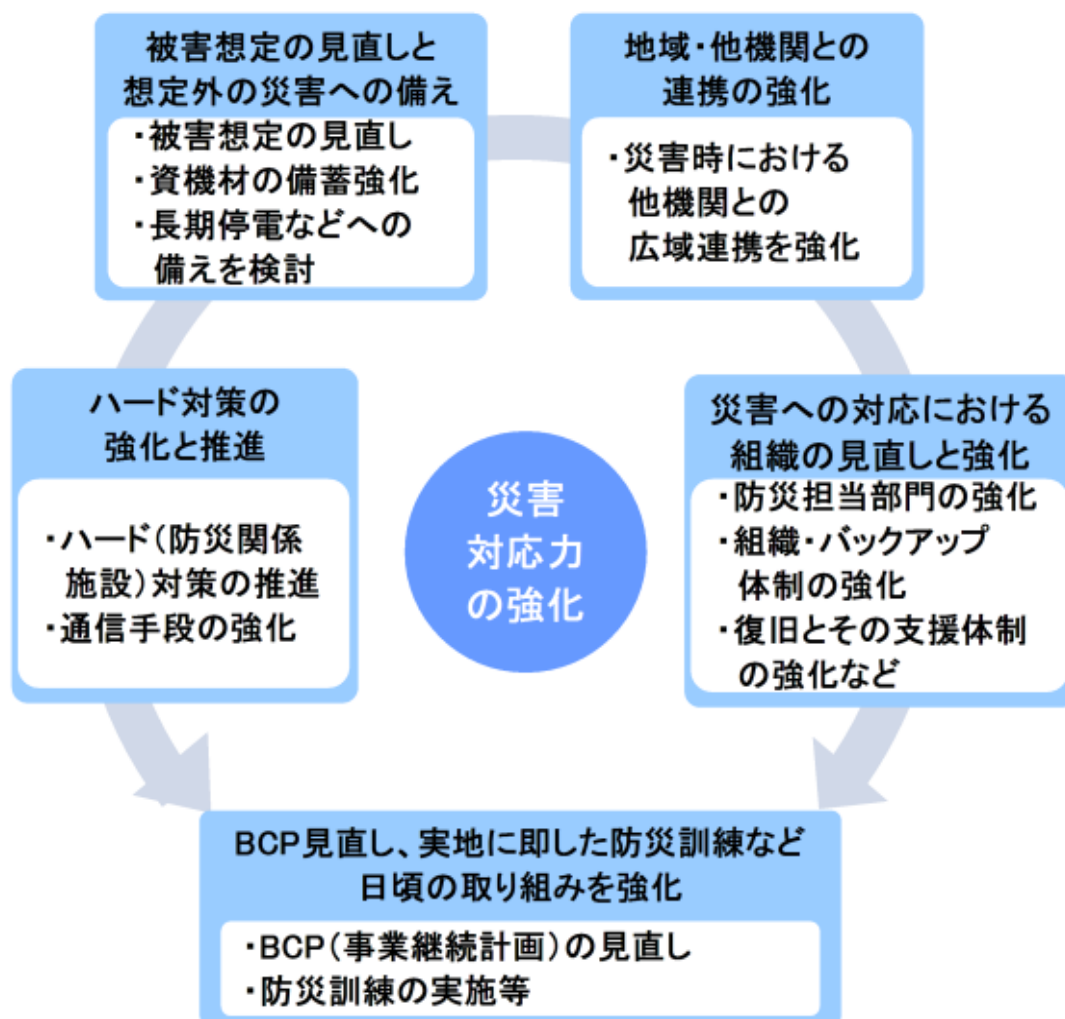 被害想定の見直しと
想定外の災害への備え
・被害想定の見直し
・資機材の備蓄強化
・長期停電などへの
備えを検討
地域・他機関との
連携の強化
・災害時における
他機関との
広域連携を強化
ハード対策の
強化と推進
・ハード(防災関係
施設)対策の推進
・通信手段の強化
災害
対応力
の強化
災害への対応における
組織の見直しと強化
・防災担当部門の強化
・組織・バックアップ
体制の強化
・復旧とその支援体制
の強化など
BCP見直し、実地に即した防災訓練など
日頃の取り組みを強化
・BCP(事業継続計画)の見直し
・防災訓練の実施等